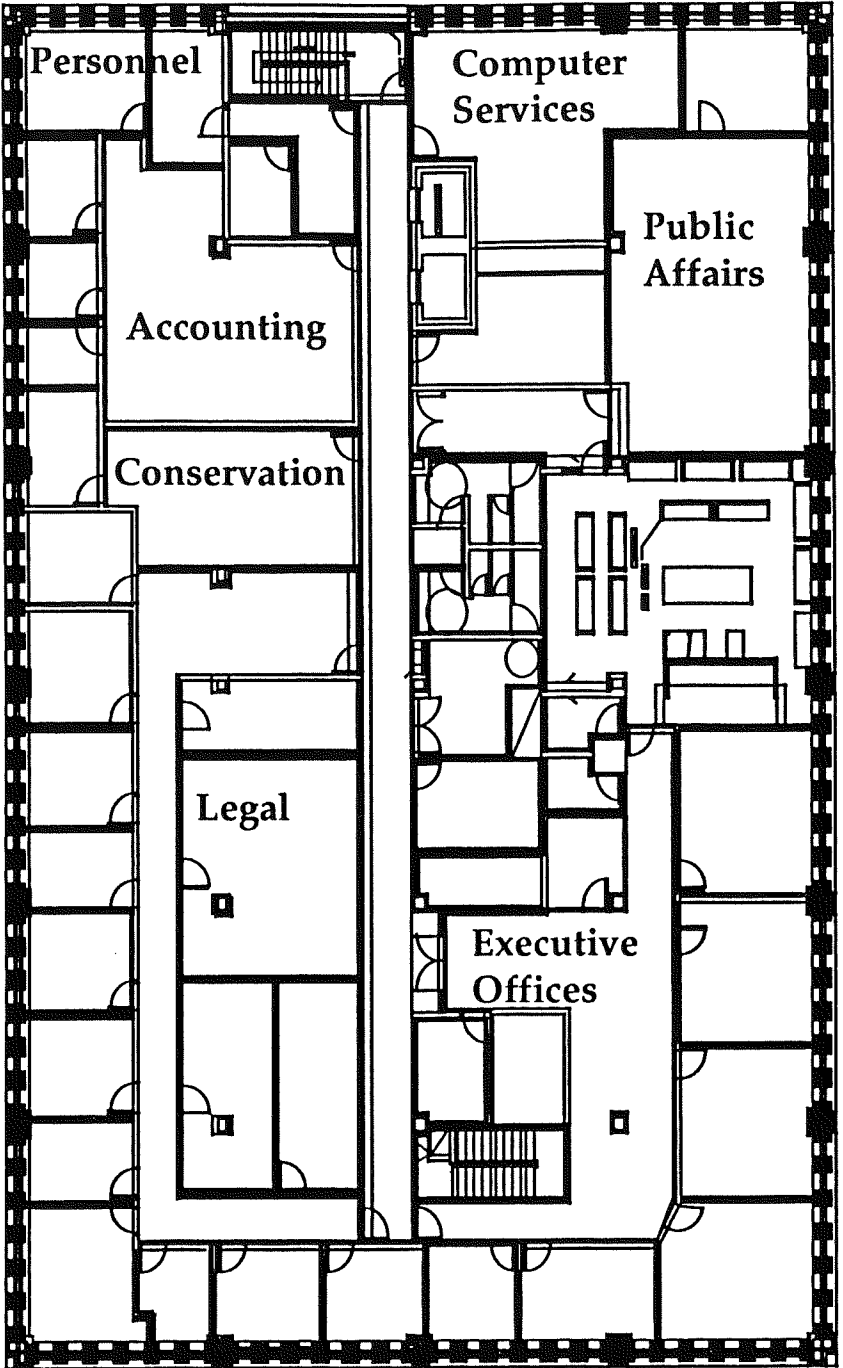 Personnel
Computer
Services
Public
Affairs
Accounting
Conservation
Legal
Executive
Offices